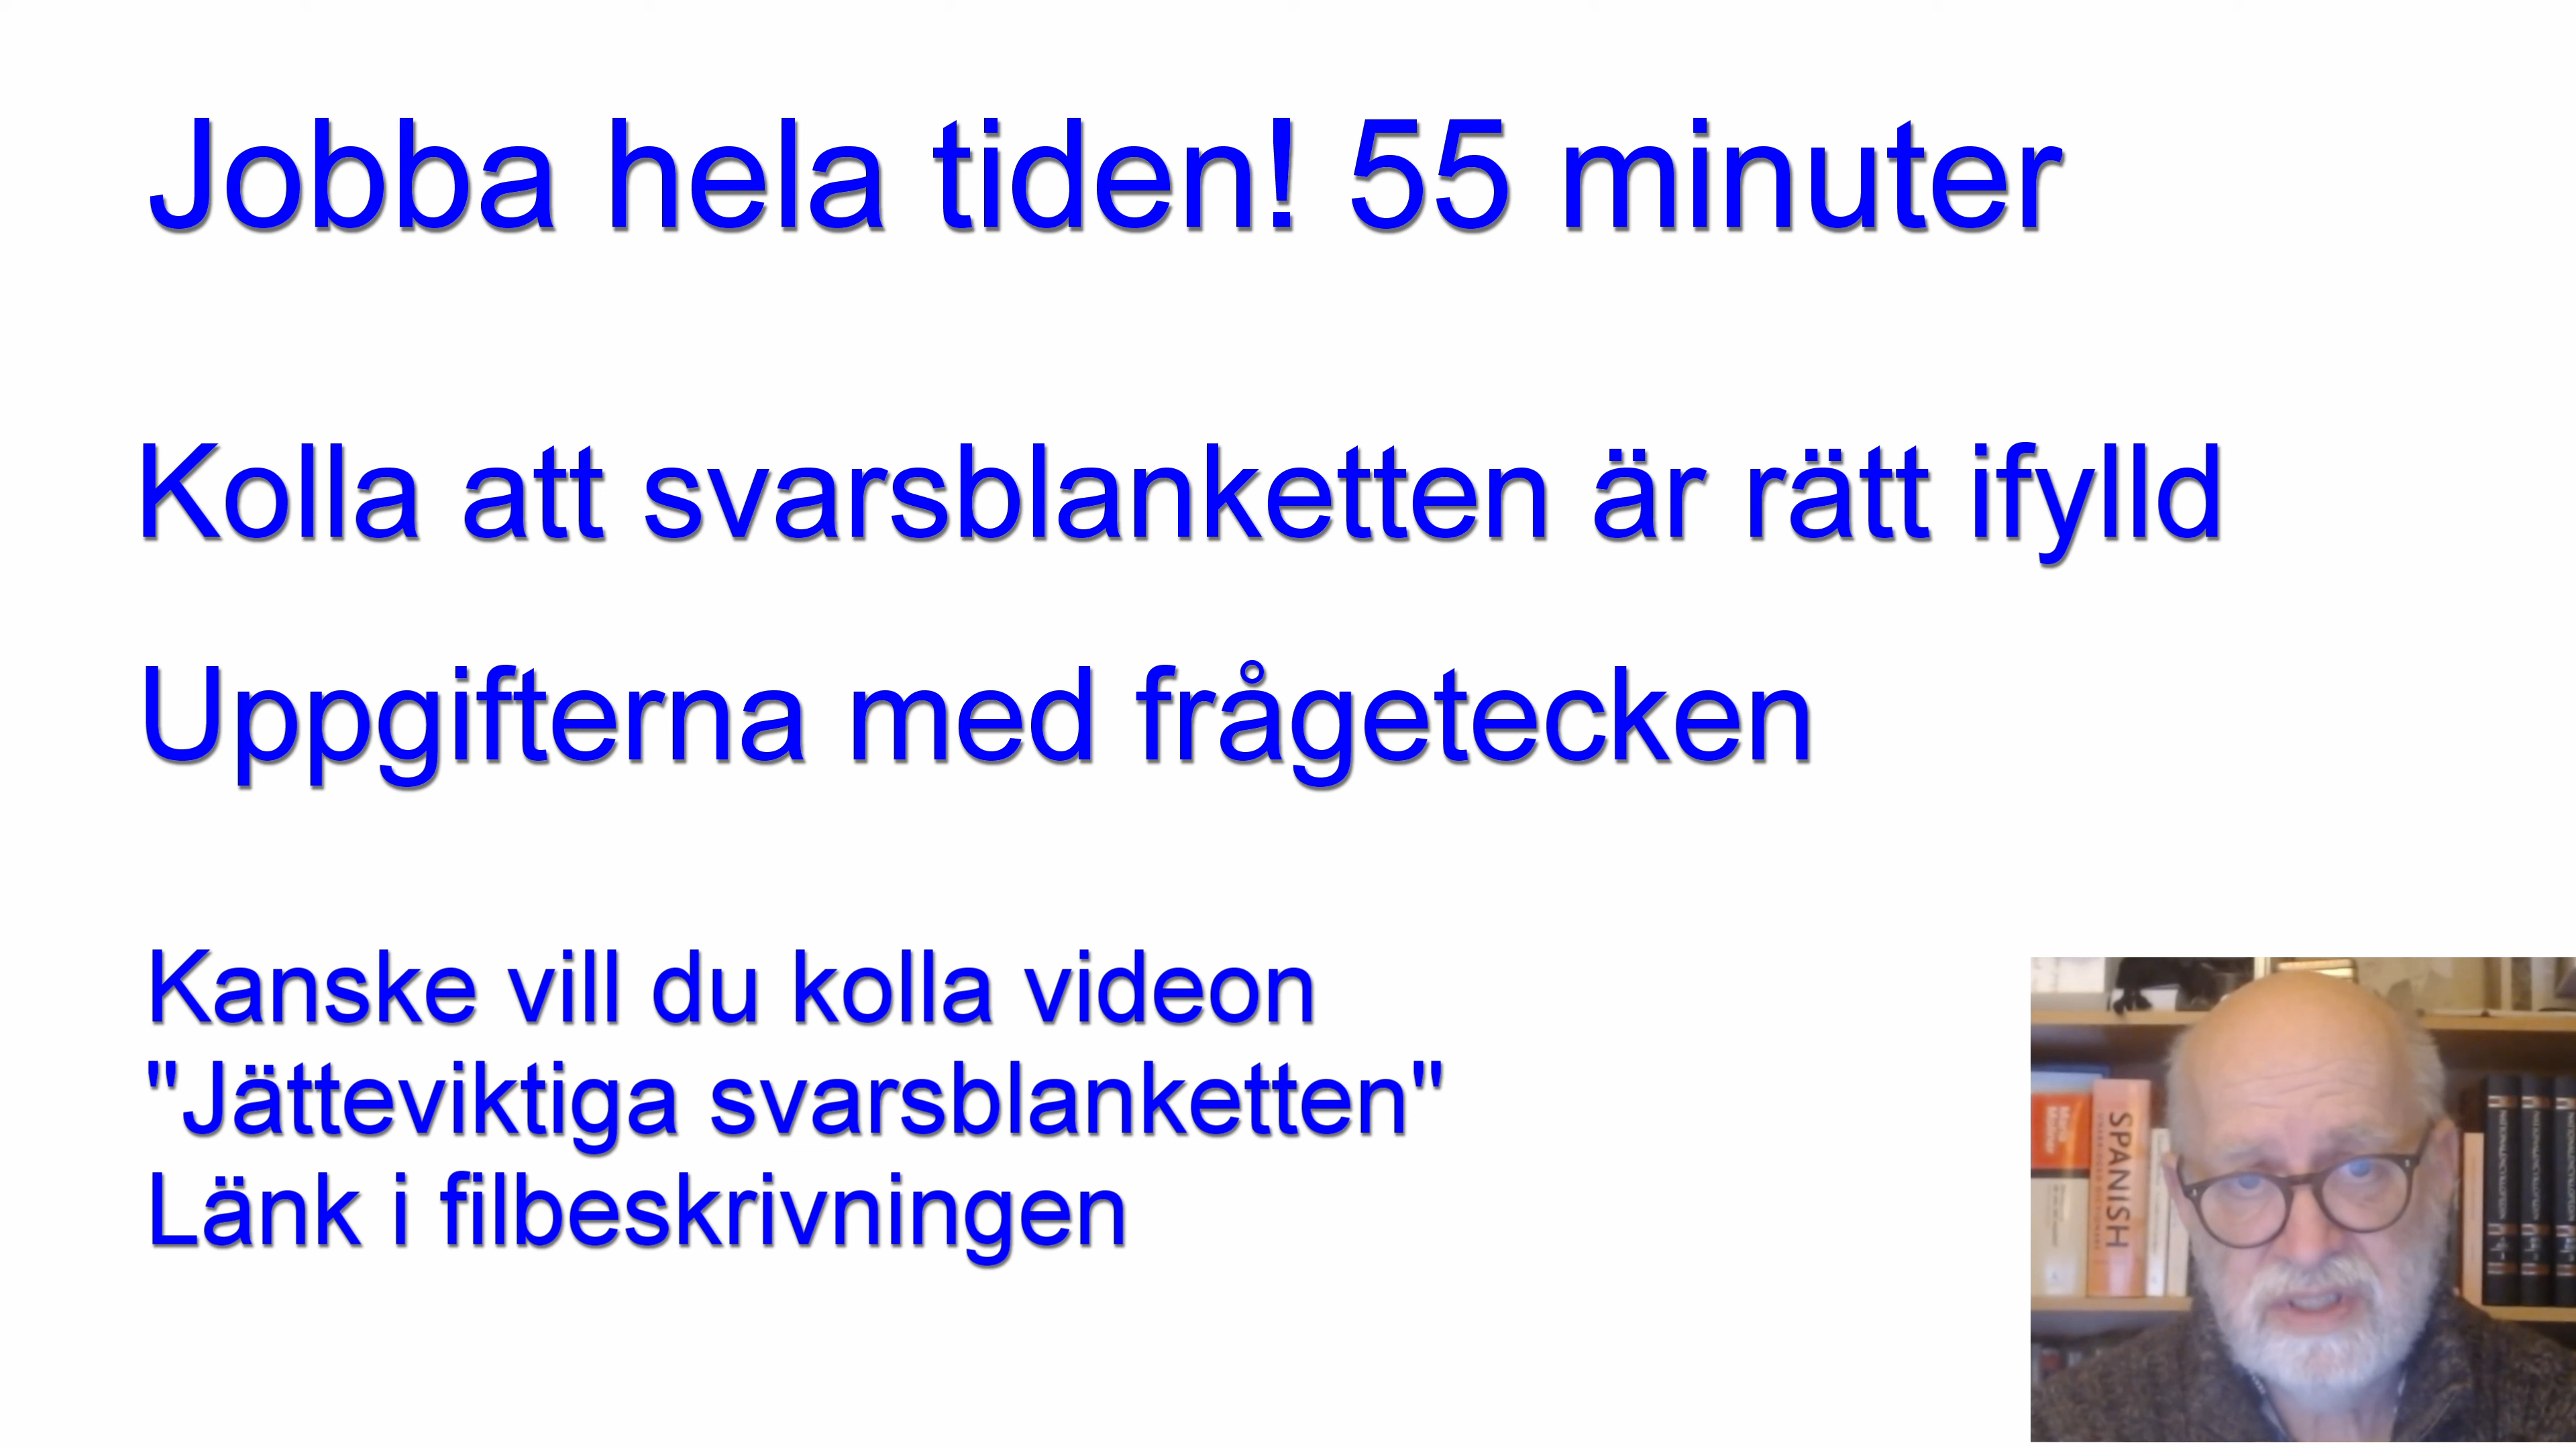 Jobba hela tiden! 55 minuter
Kolla att svarsblanketten är rätt ifylld
Uppgifterna med frågetecken
Kanske vill du kolla videon
"Jätteviktiga svarsblanketten"
Länk i filbeskrivningen
SPANISH